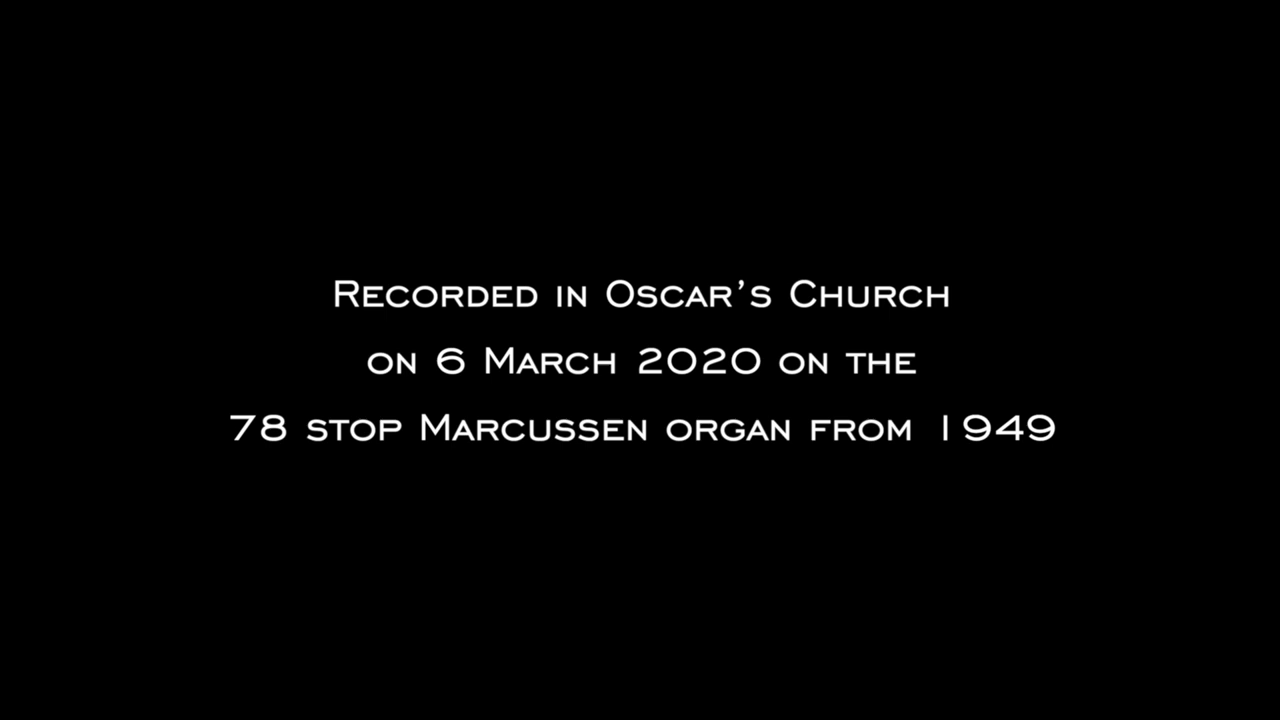 Recorded in Oscar’s Church
on 6 March 2020 on the
78 stop Marcussen organ from 1949